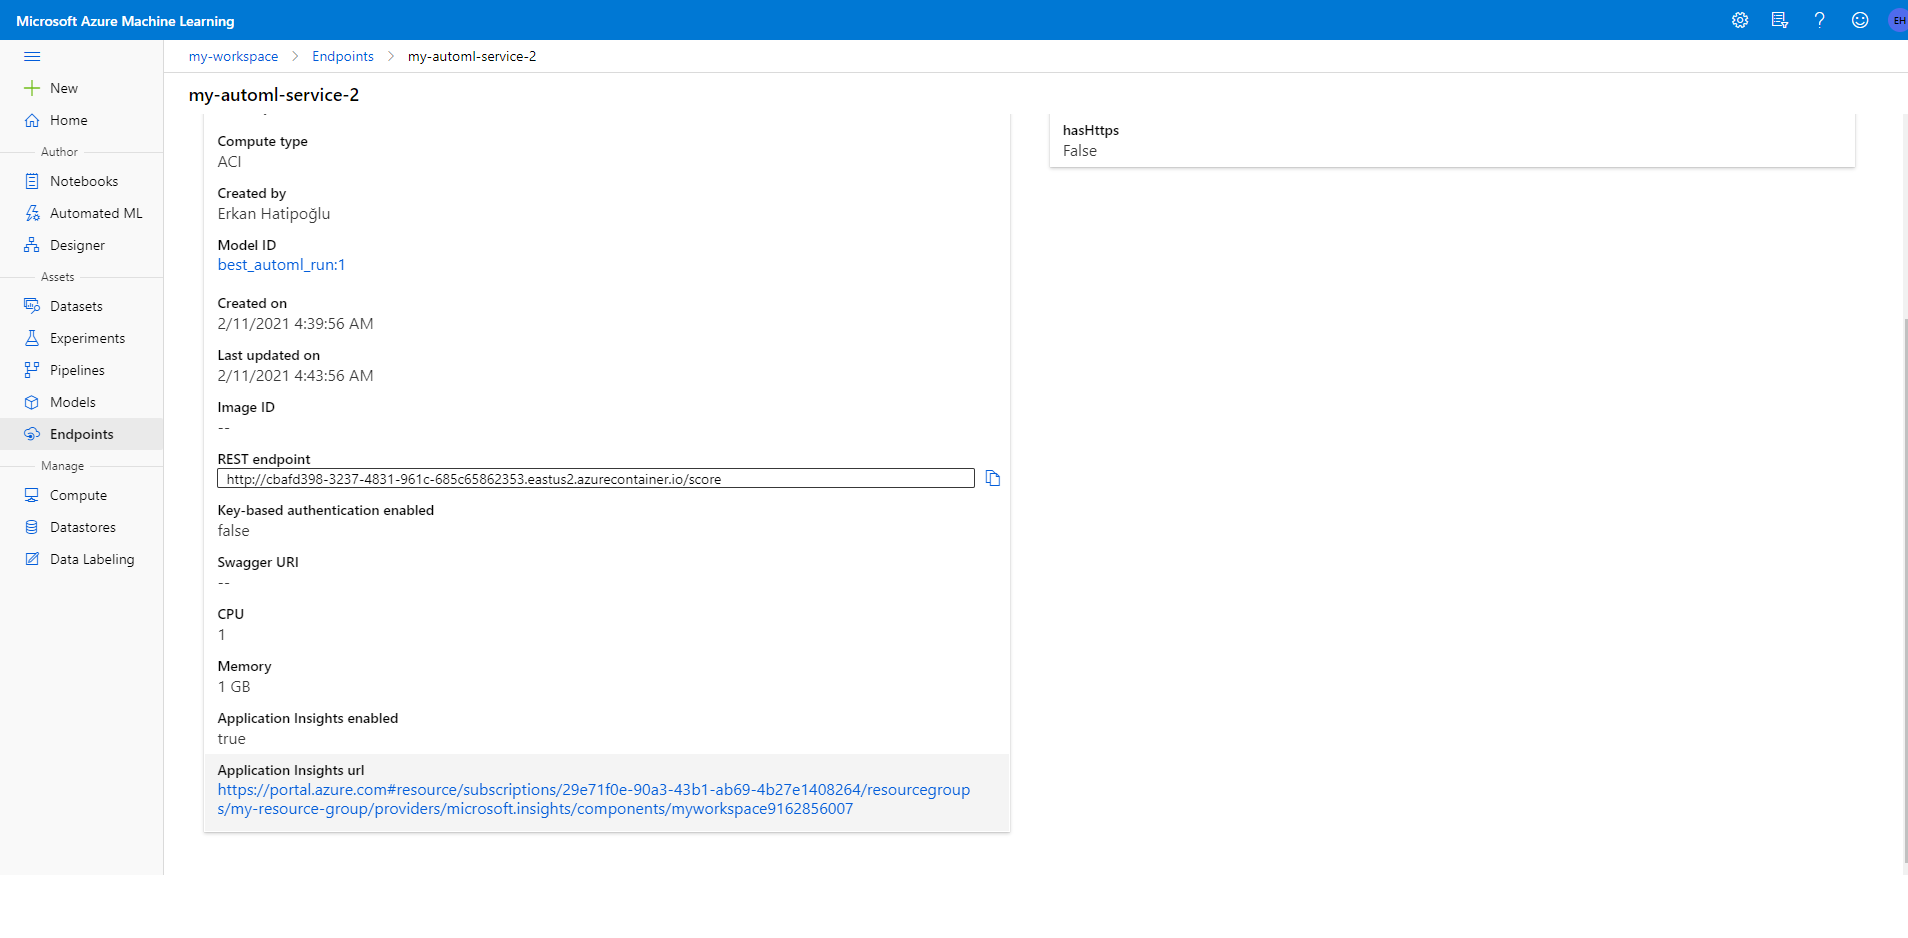 Microsoft Azure Machine Learning
EH
my-workspace > Endpoints > my-automl-service-2
my-automl-service-2
New
Home
Author
Notebooks
Automated ML
Designer
Assets
Datasets
Experiments
Pipelines
Models
Endpoints
Manage
Compute
Datastores
Data Labeling
Compute type
ACI
Created by
Erkan Hatipoğlu
Model ID
best_automl_run:1
Created on
2/11/2021 4:39:56 AM
Last updated on
2/11/2021 4:43:56 AM
Image ID
--
REST endpoint
http://cbafd398-3237-4831-961c-685c65862353.eastus2.azurecontainer.io/score
Key-based authentication enabled
false
Swagger URI
--
CPU
1
Memory
1 GB
Application Insights enabled
true
Application Insights url
https://portal.azure.com#resource/subscriptions/29e71f0e-90a3-43b1-ab69-4b27e1408264/resourcegroup
s/my-resource-group/providers/microsoft.insights/components/myworkspace9162856007
hasHttps
False